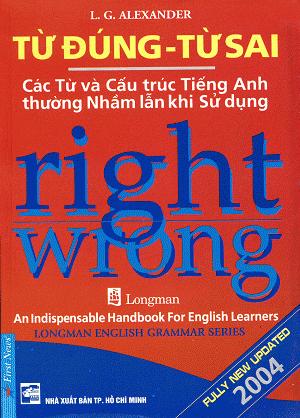 L. G. ALEXANDER
TỪ ĐÚNG - TỪ SAI
Các Từ và Cấu trúc Tiếng Anh
thường Nhầm lẫn khi Sử dụng
right
wrong
Longman
An Indispensable Handbook For English Learners
LONGMAN ENGLISH GRAMMAR SERIES
First News
FULLY NEW UPDATED
2004
NHÀ XUẤT BẢN TP. HỒ CHÍ MINH